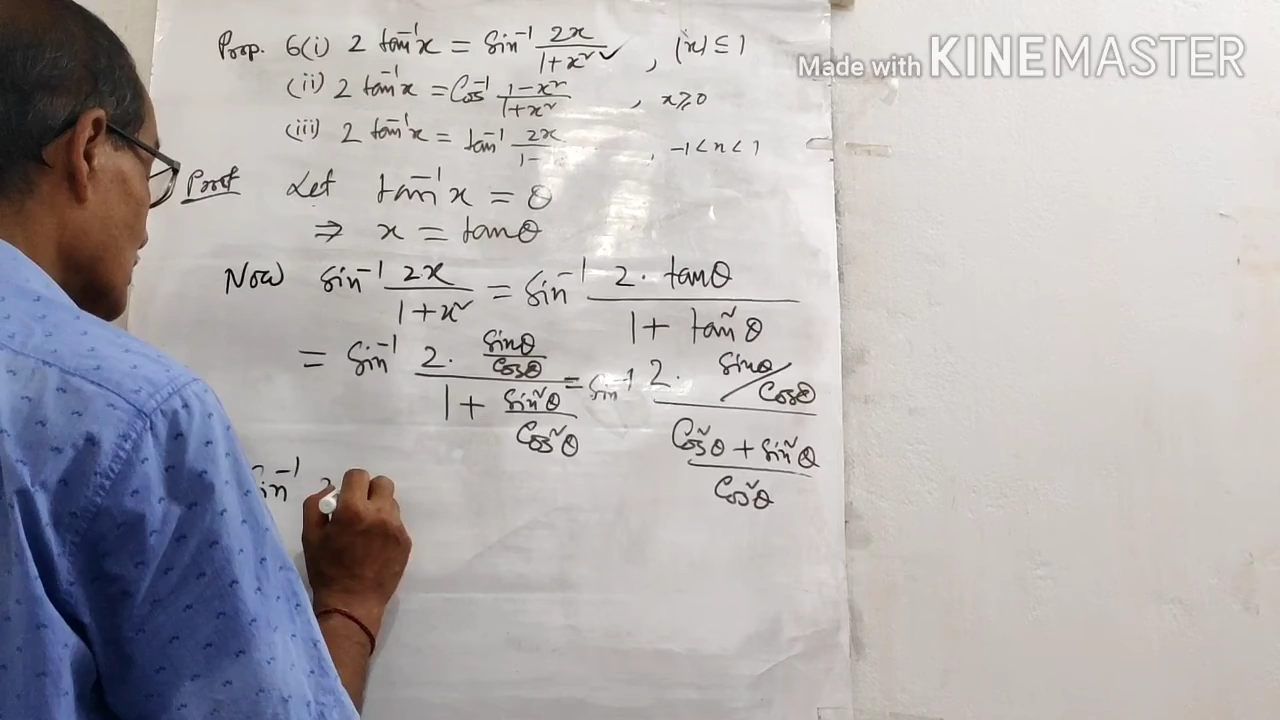 Prop. 6(i) 2 tan⁻¹x = Sin⁻¹ 2x/(1+x²) ✓, |x| ≤ 1
Made with KINEMASTER
(ii) 2 tan⁻¹x = Cos⁻¹ (1-x²)/(1+x²), x ≥ 0
(iii) 2 tan⁻¹x = tan⁻¹ 2x/1-, -1 < x < 1
Proof Let tan⁻¹x = θ
⇒ x = tanθ
Now Sin⁻¹ 2x/(1+x²) = Sin⁻¹ (2. tanθ)/(1 + tan²θ)
= Sin⁻¹ (2. Sinθ/Cosθ)/(1 + Sin²θ/Cos²θ) = Sin⁻¹ (2. Sinθ/Cosθ)/((Cos²θ + Sin²θ)/Cos²θ)
Sin⁻¹